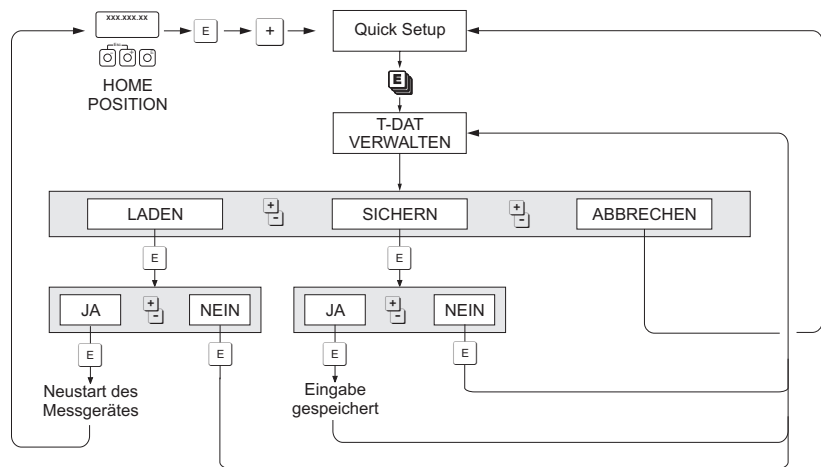 xxx.xxx.xx
E
+
Quick Setup
Esc
HOME
POSITION
E
T-DAT
VERWALTEN
LADEN
+
-
SICHERN
+
-
ABBRECHEN
E
E
JA
+
-
NEIN
JA
+
-
NEIN
E
E
E
E
Neustart des
Messgerätes
Eingabe
gespeichert